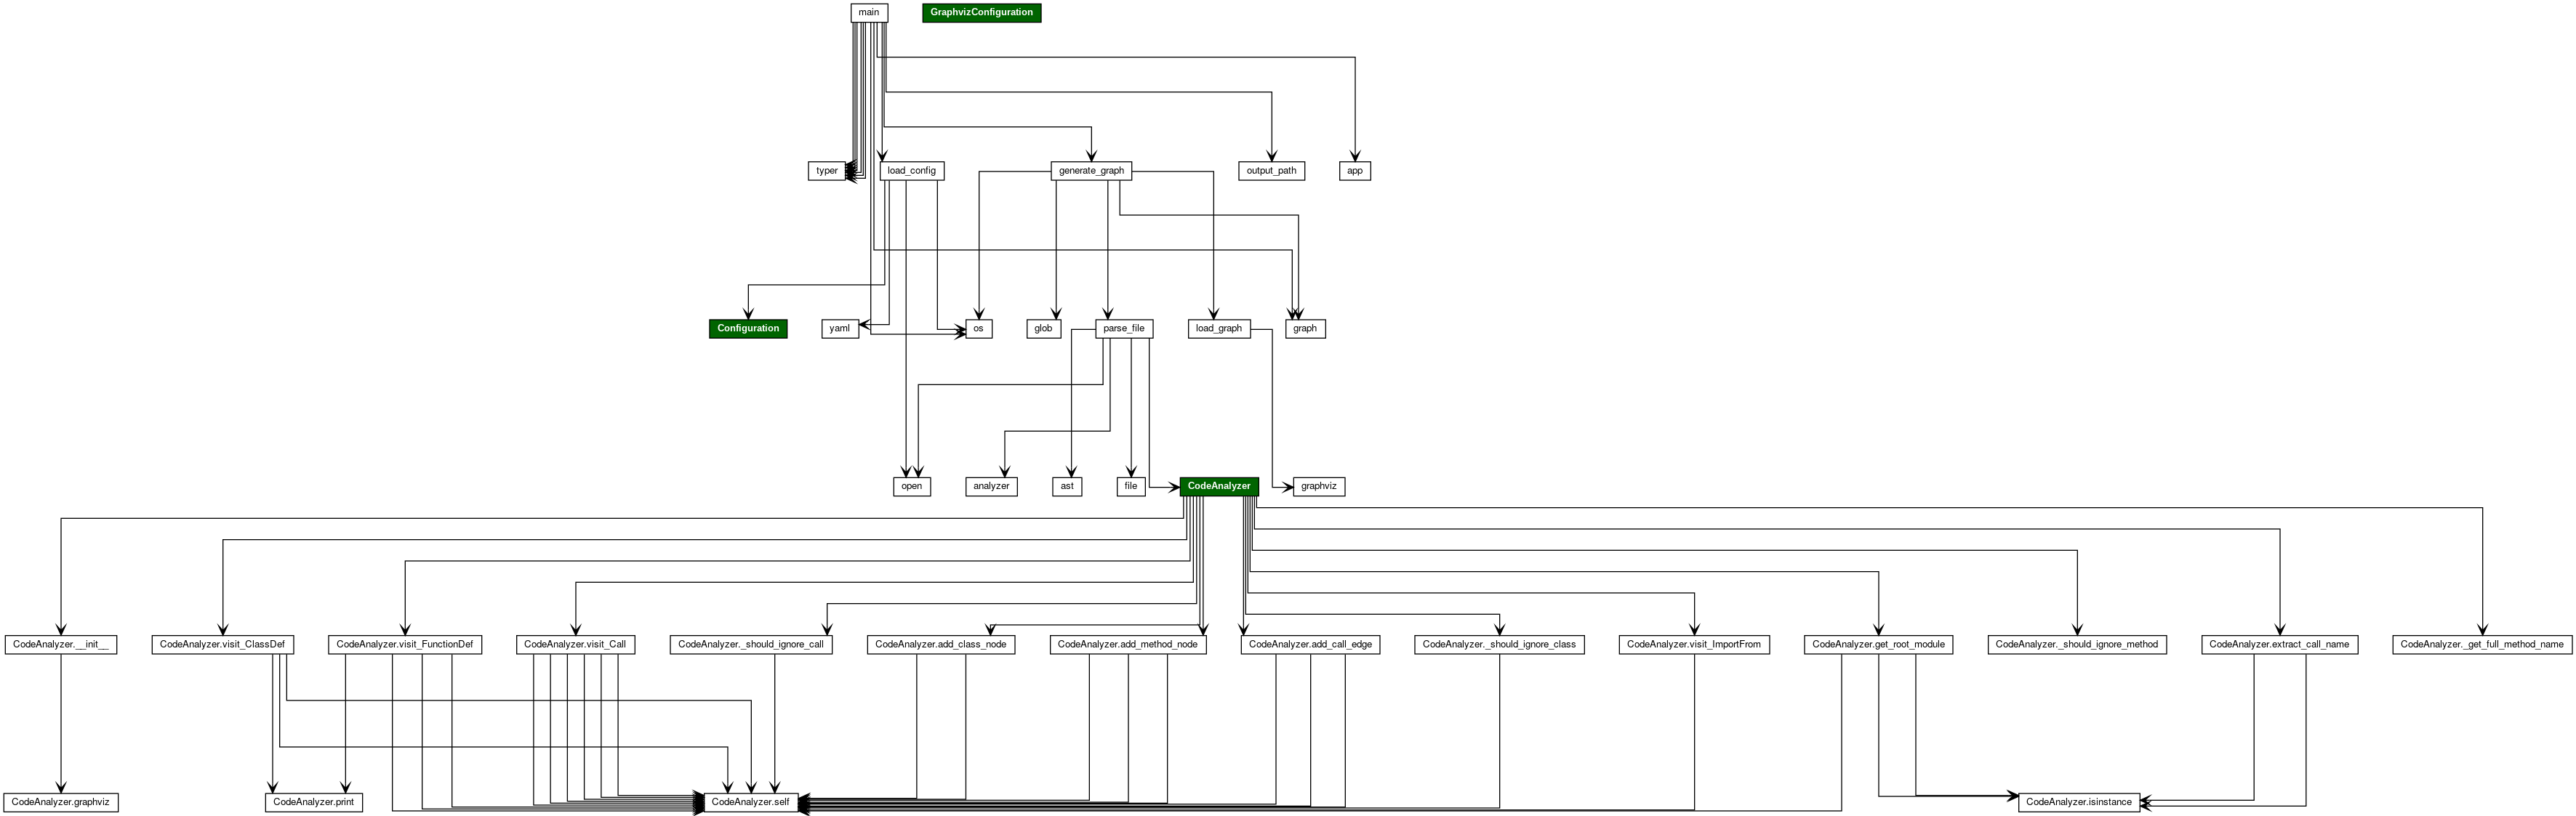 main
GraphvizConfiguration
typer
load_config
generate_graph
output_path
app
Configuration
yaml
os
glob
parse_file
load_graph
graph
open
analyzer
ast
file
CodeAnalyzer
graphviz
CodeAnalyzer.__init__
CodeAnalyzer.visit_ClassDef
CodeAnalyzer.visit_FunctionDef
CodeAnalyzer.visit_Call
CodeAnalyzer._should_ignore_call
CodeAnalyzer.add_class_node
CodeAnalyzer.add_method_node
CodeAnalyzer.add_call_edge
CodeAnalyzer._should_ignore_class
CodeAnalyzer.visit_ImportFrom
CodeAnalyzer.get_root_module
CodeAnalyzer._should_ignore_method
CodeAnalyzer.extract_call_name
CodeAnalyzer._get_full_method_name
CodeAnalyzer.graphviz
CodeAnalyzer.print
CodeAnalyzer.self
CodeAnalyzer.isinstance